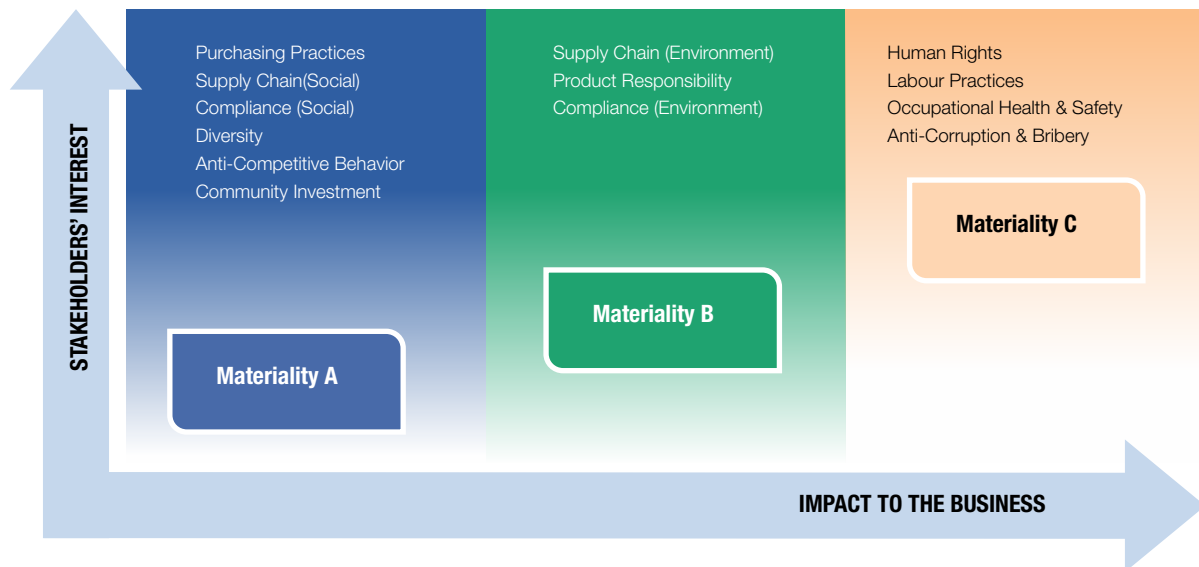 STAKEHOLDERS' INTEREST
Purchasing Practices
Supply Chain(Social)
Compliance (Social)
Diversity
Anti-Competitive Behavior
Community Investment
Materiality A
Supply Chain (Environment)
Product Responsibility
Compliance (Environment)
Materiality B
Human Rights
Labour Practices
Occupational Health & Safety
Anti-Corruption & Bribery
Materiality C
IMPACT TO THE BUSINESS